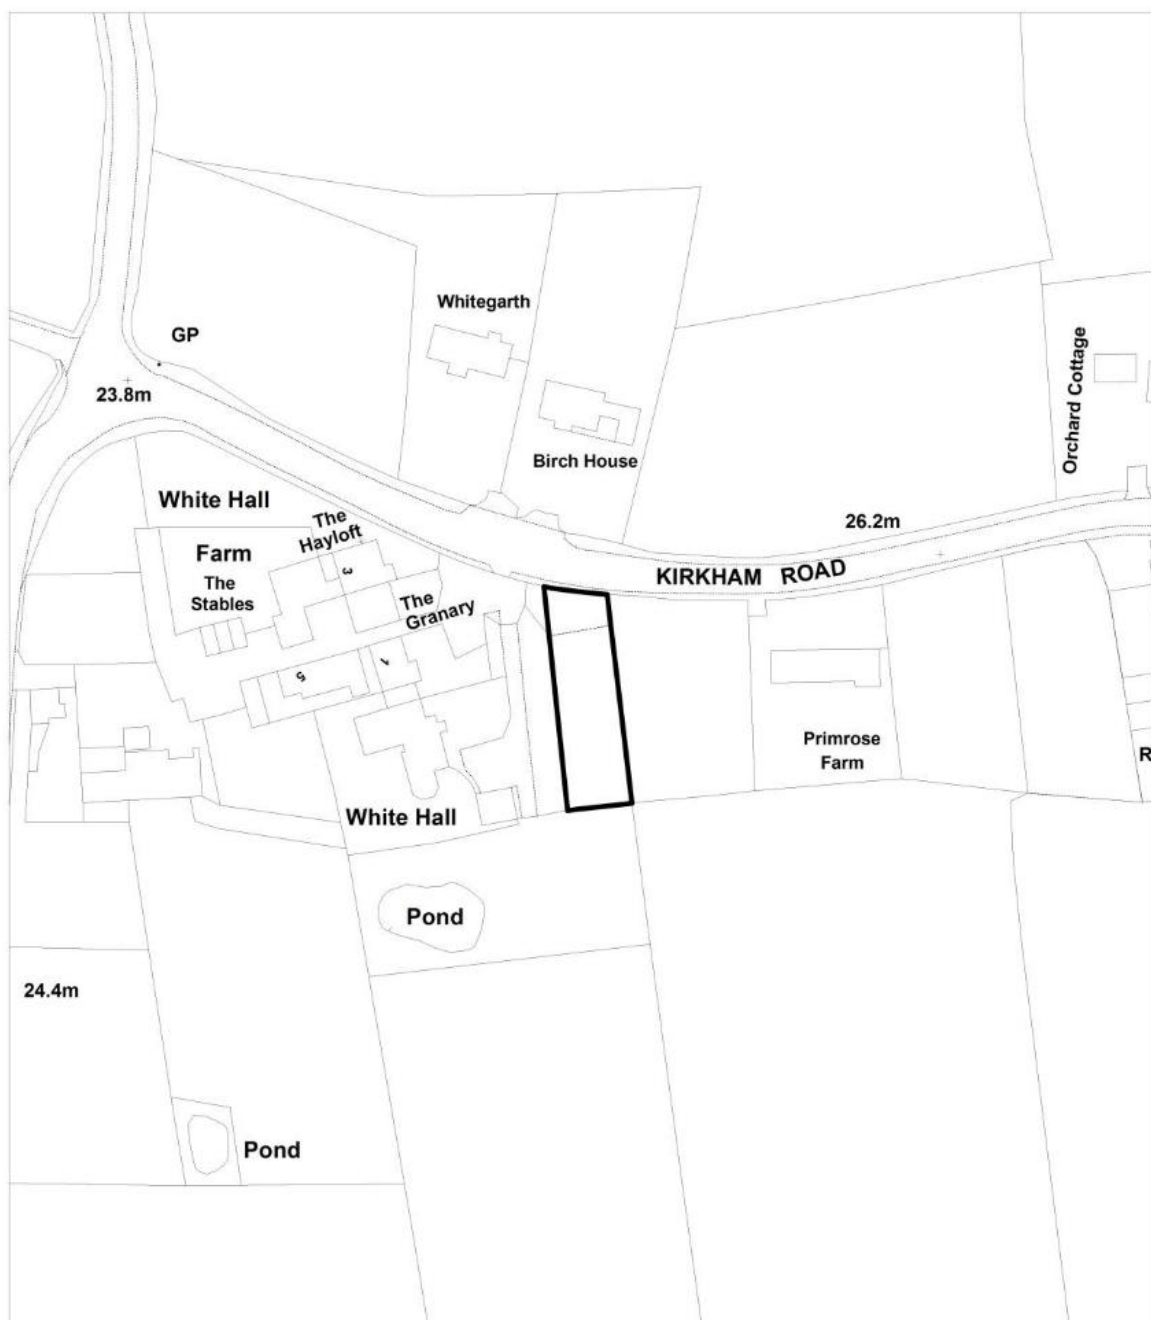 Whitegarth
GP
Orchard Cottage
23.8m
Birch House
White Hall
26.2m
The
Hayloft
Farm
3
KIRKHAM ROAD
The
Stables
The
Granary
1
5
Primrose
Farm
R
White Hall
Pond
24.4m
Pond